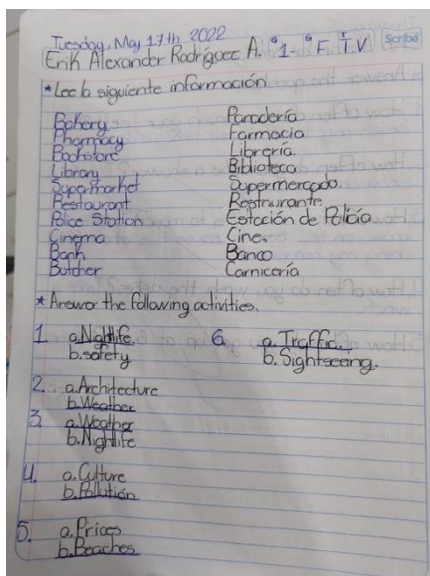 Tuesday, May 17th 2022
Scribe
Erik Alexander Rodríguez A. "1-" "F" T.V
*Lee la siguiente información
Bakery Panadería
Pharmacy Farmacia
Bookstore Librería.
Library Biblioteca
Supermarket Supermercado.
Restaurant Restaurante
Police Station Estación de Policía
Cinema Cine.
Bank Banco
Butcher Carnicería
* Answer the following activities.
1. a. Nightlife. 6. a. Traffic.
b. safety b. Sightseeing.
2. a. Architecture
b. Weather
3. a. Weather
b. Nightlife
4. a. Culture
b. Pollution
5. a. Prices
b. Beaches